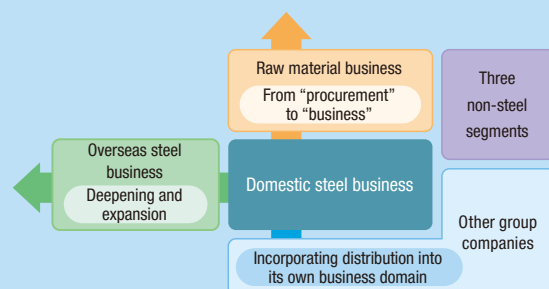 Raw material business
From “procurement”
to “business”
Three
non-steel
segments
Overseas steel
business
Deepening and
expansion
Domestic steel business
Other group
companies
Incorporating distribution into
its own business domain